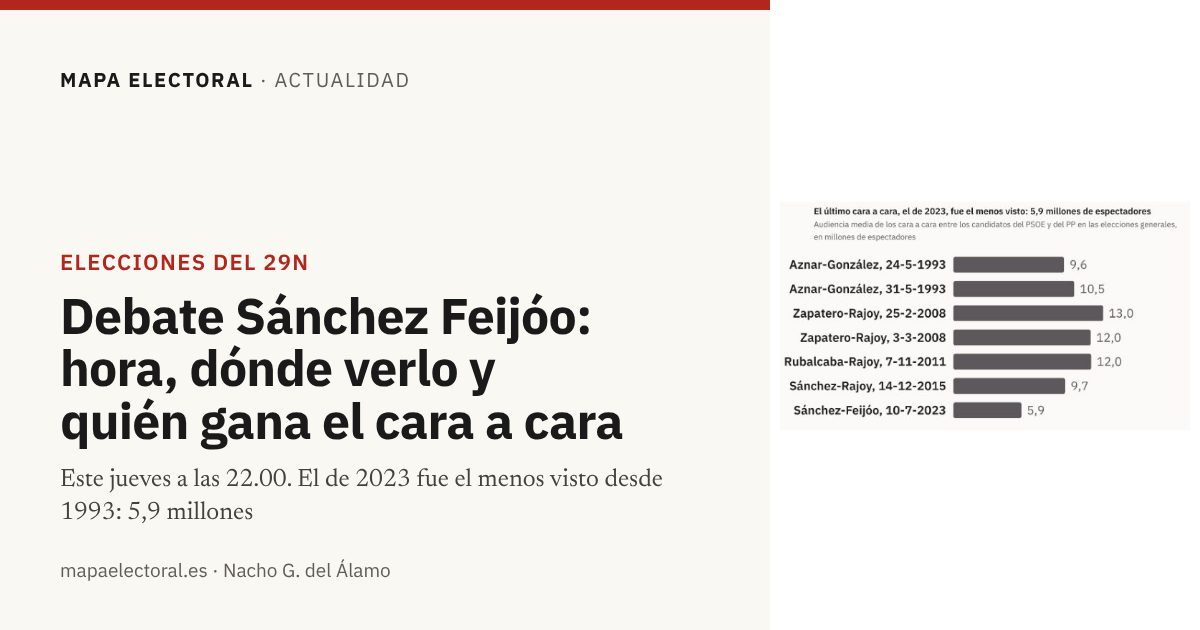 MAPA ELECTORAL · ACTUALIDAD
ELECCIONES DEL 29N
Debate Sánchez Feijóo:
hora, dónde verlo y
quién gana el cara a cara
Este jueves a las 22.00. El de 2023 fue el menos visto desde
1993: 5,9 millones
mapaelectoral.es · Nacho G. del Álamo
El último cara a cara, el de 2023, fue el menos visto: 5,9 millones de espectadores
Audiencia media de los cara a cara entre los candidatos del PSOE y del PP en las elecciones generales,
en millones de espectadores
Aznar-González, 24-5-1993 9,6
Aznar-González, 31-5-1993 10,5
Zapatero-Rajoy, 25-2-2008 13,0
Zapatero-Rajoy, 3-3-2008 12,0
Rubalcaba-Rajoy, 7-11-2011 12,0
Sánchez-Rajoy, 14-12-2015 9,7
Sánchez-Feijóo, 10-7-2023 5,9